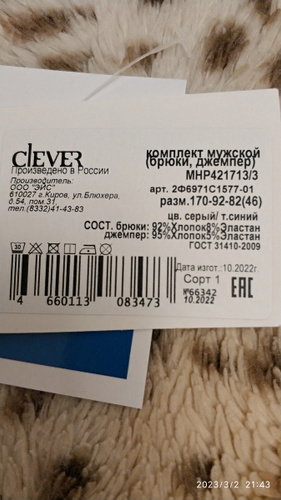 CLEVER
Произведено в России
Производитель:
ООО "ЭЙС"
610027 г.Киров, ул.Блюхера,
д.54, пом.31,
тел.(8332)41-43-83
комплект мужской
(брюки, джемпер)
MHP421713/3
арт. 2Ф6971С1577-01
разм.170-92-82(46)
цв. серый/ т.синий
СОСТ. брюки: 92%Хлопок8%Эластан
джемпер: 95%Хлопок5%Эластан
ГОСТ 31410-2009
30
Дата изгот.:10.2022г.
Сорт 1
№66342
10.2022
EAC
4 660113 083473
2023/3/2 21:43